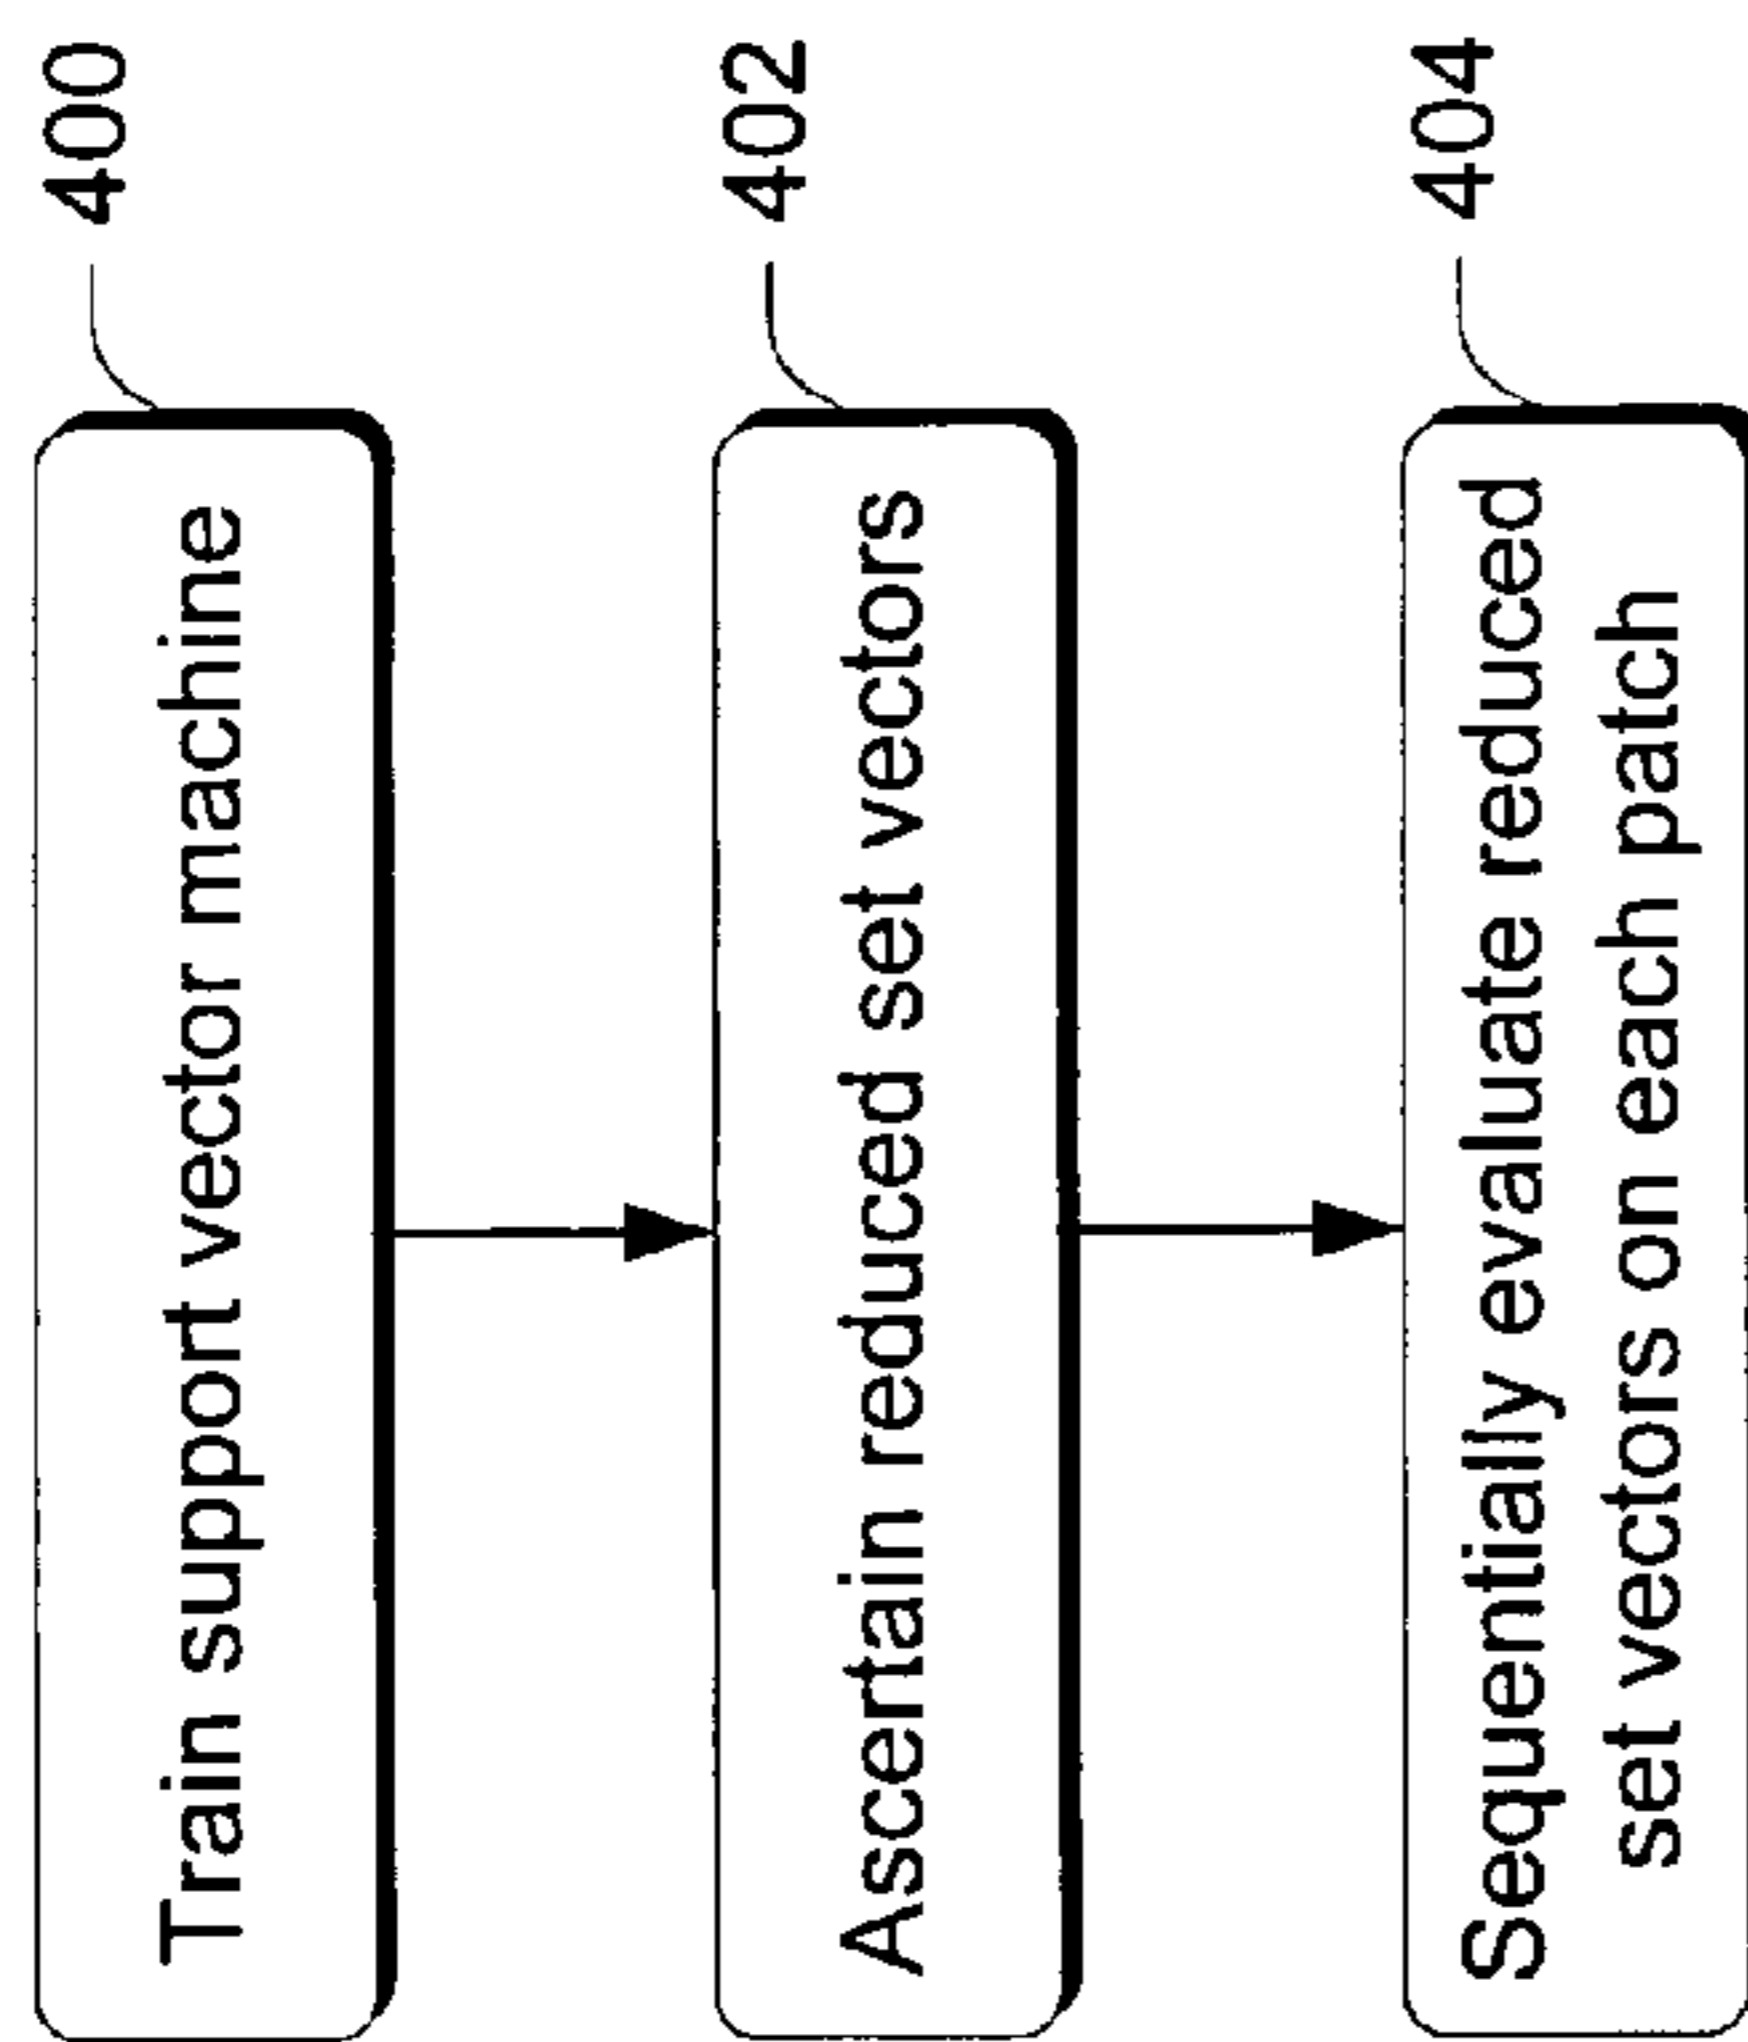 400
Train support vector machine
402
Ascertain reduced set vectors
404
Sequentially evaluate reduced
set vectors on each patch